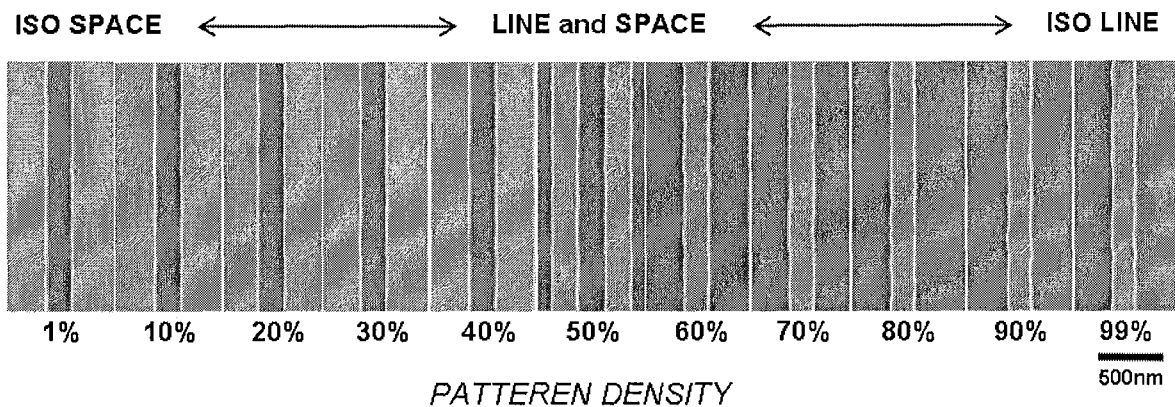 ISO SPACE LINE and SPACE ISO LINE
1% 10% 20% 30% 40% 50% 60% 70% 80% 90% 99%
500nm
PATTEREN DENSITY